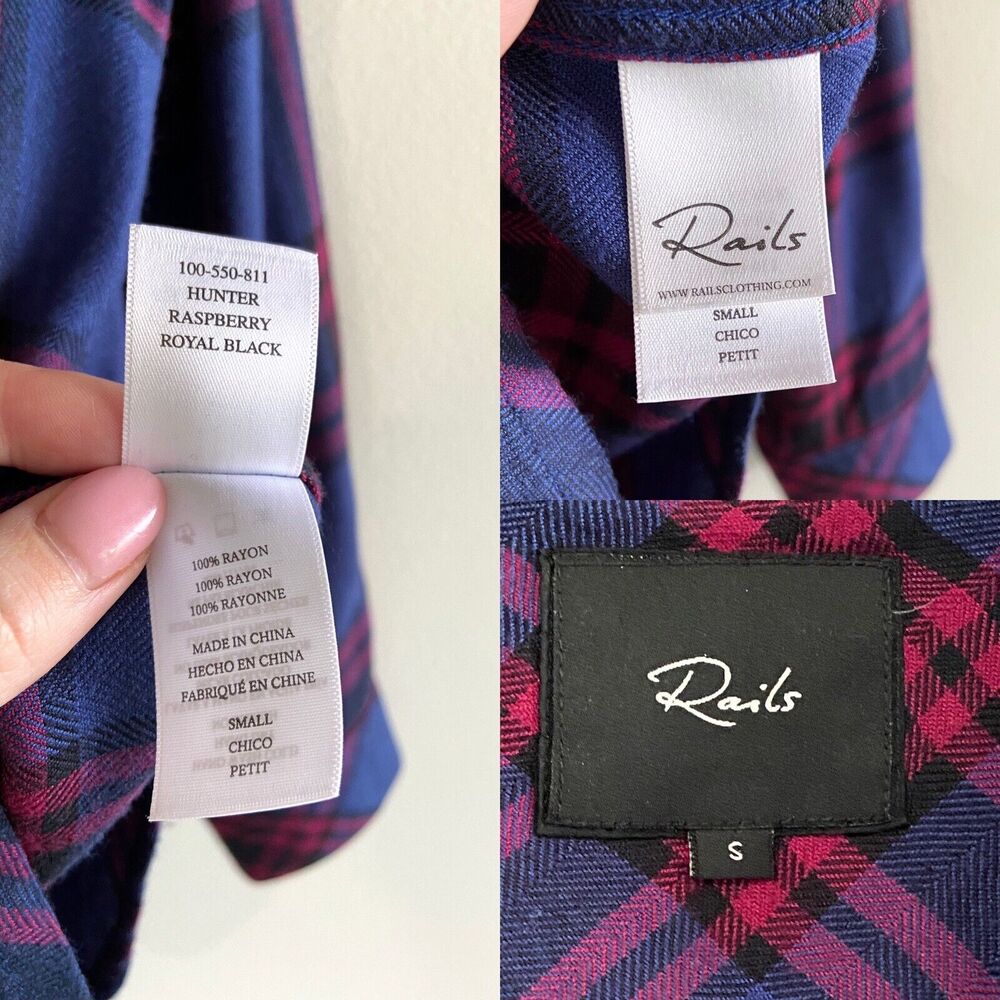 100-550-811
HUNTER
RASPBERRY
ROYAL BLACK
100% RAYON
100% RAYON
100% RAYONNE
MADE IN CHINA
HECHO EN CHINA
FABRIQUÉ EN CHINE
SMALL
CHICO
PETIT
Rails
WWW.RAILSCLOTHING.COM
SMALL
CHICO
PETIT
Rails
S